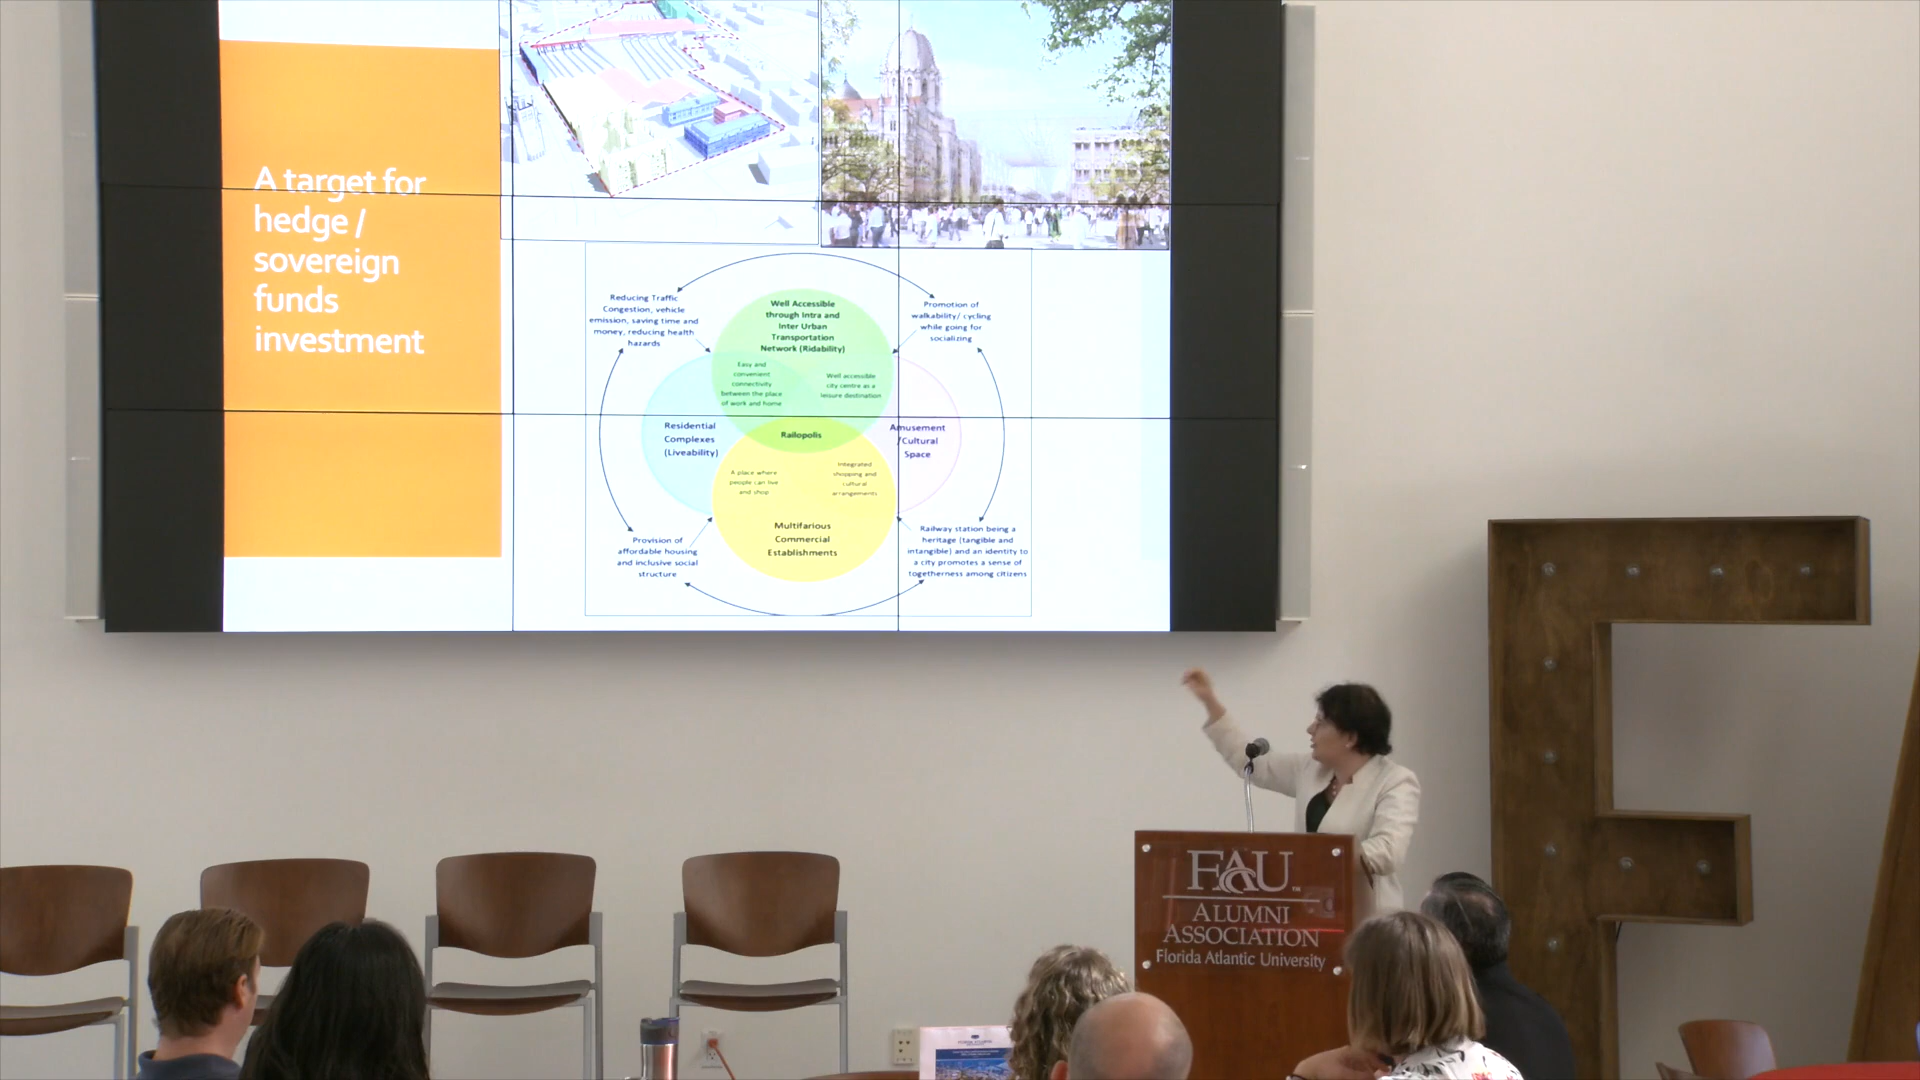 A target for
hedge /
sovereign
funds
investment
Reducing Traffic
Congestion, vehicle
emission, saving time and
money, reducing health
hazards
Well Accessible
through Intra and
Inter Urban
Transportation
Network (Ridability)
Promotion of
walkability/ cycling
while going for
socializing
Easy and
convenient
connectivity
between the place
of work and home
Well accessible
city centre as a
leisure destination
Residential
Complexes
(Liveability)
Railopolis
Amusement
/Cultural
Space
A place where
people can live
and shop
Integrated
shopping and
cultural
arrangements
Multifarious
Commercial
Establishments
Provision of
affordable housing
and inclusive social
structure
Railway station being a
heritage (tangible and
intangible) and an identity to
a city promotes a sense of
togetherness among citizens
FAU
ALUMNI
ASSOCIATION
Florida Atlantic University
F